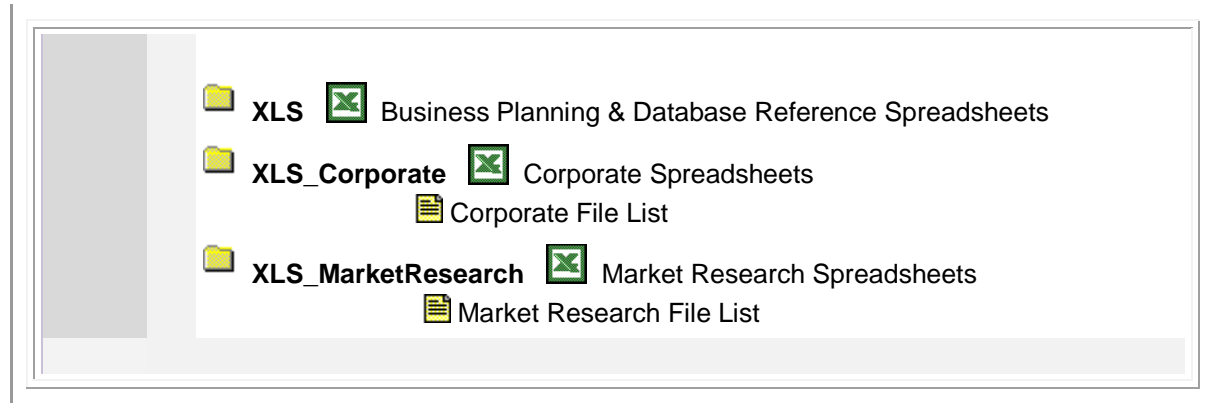 XLS Business Planning & Database Reference Spreadsheets
XLS_Corporate Corporate Spreadsheets
Corporate File List
XLS_MarketResearch Market Research Spreadsheets
Market Research File List